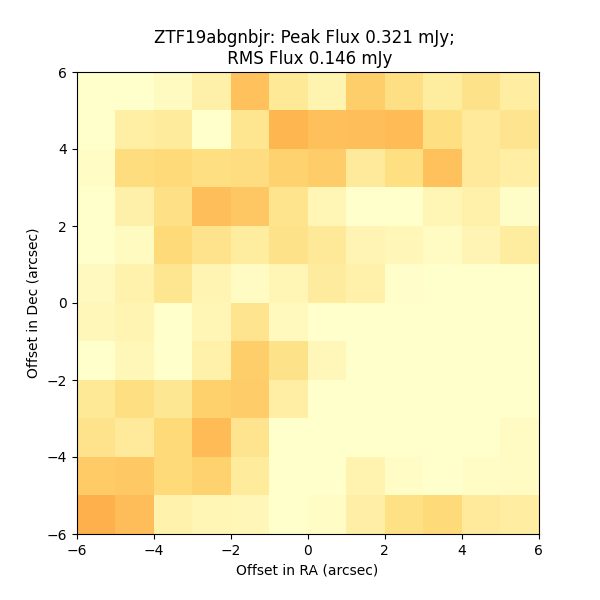 ZTF19abgnbjr: Peak Flux 0.321 mJy;
RMS Flux 0.146 mJy
6
4
2
0
−2
−4
−6
Offset in Dec (arcsec)
−6 −4 −2 0 2 4 6
Offset in RA (arcsec)